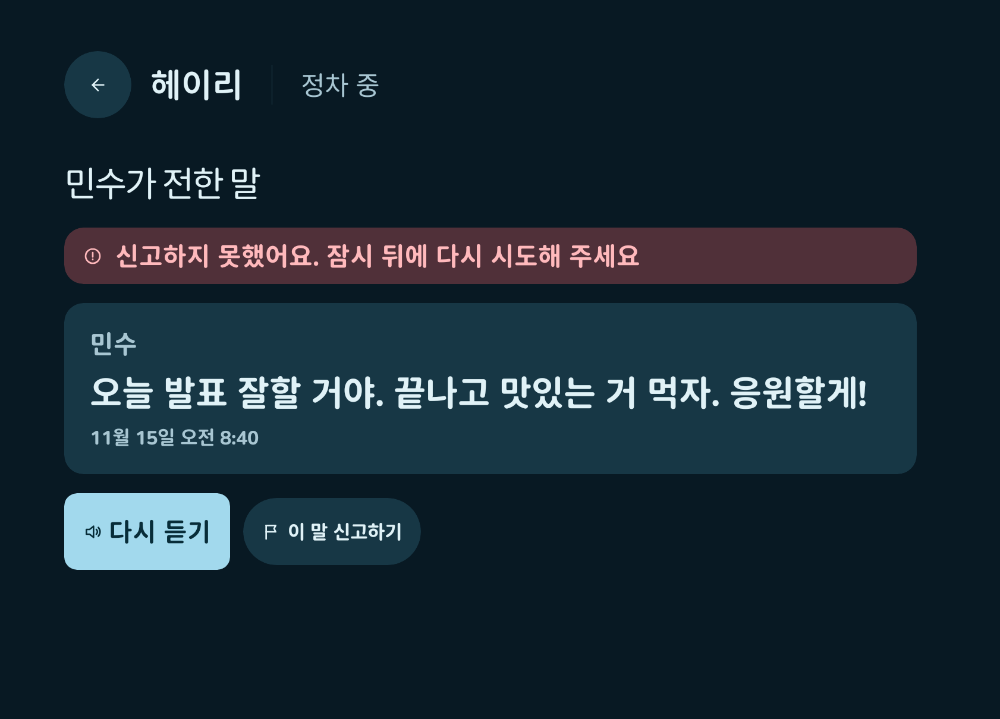 헤이리
정차 중
민수가 전한 말
신고하지 못했어요. 잠시 뒤에 다시 시도해 주세요
민수
오늘 발표 잘할 거야. 끝나고 맛있는 거 먹자. 응원할게!
11월 15일 오전 8:40
다시 듣기
이 말 신고하기